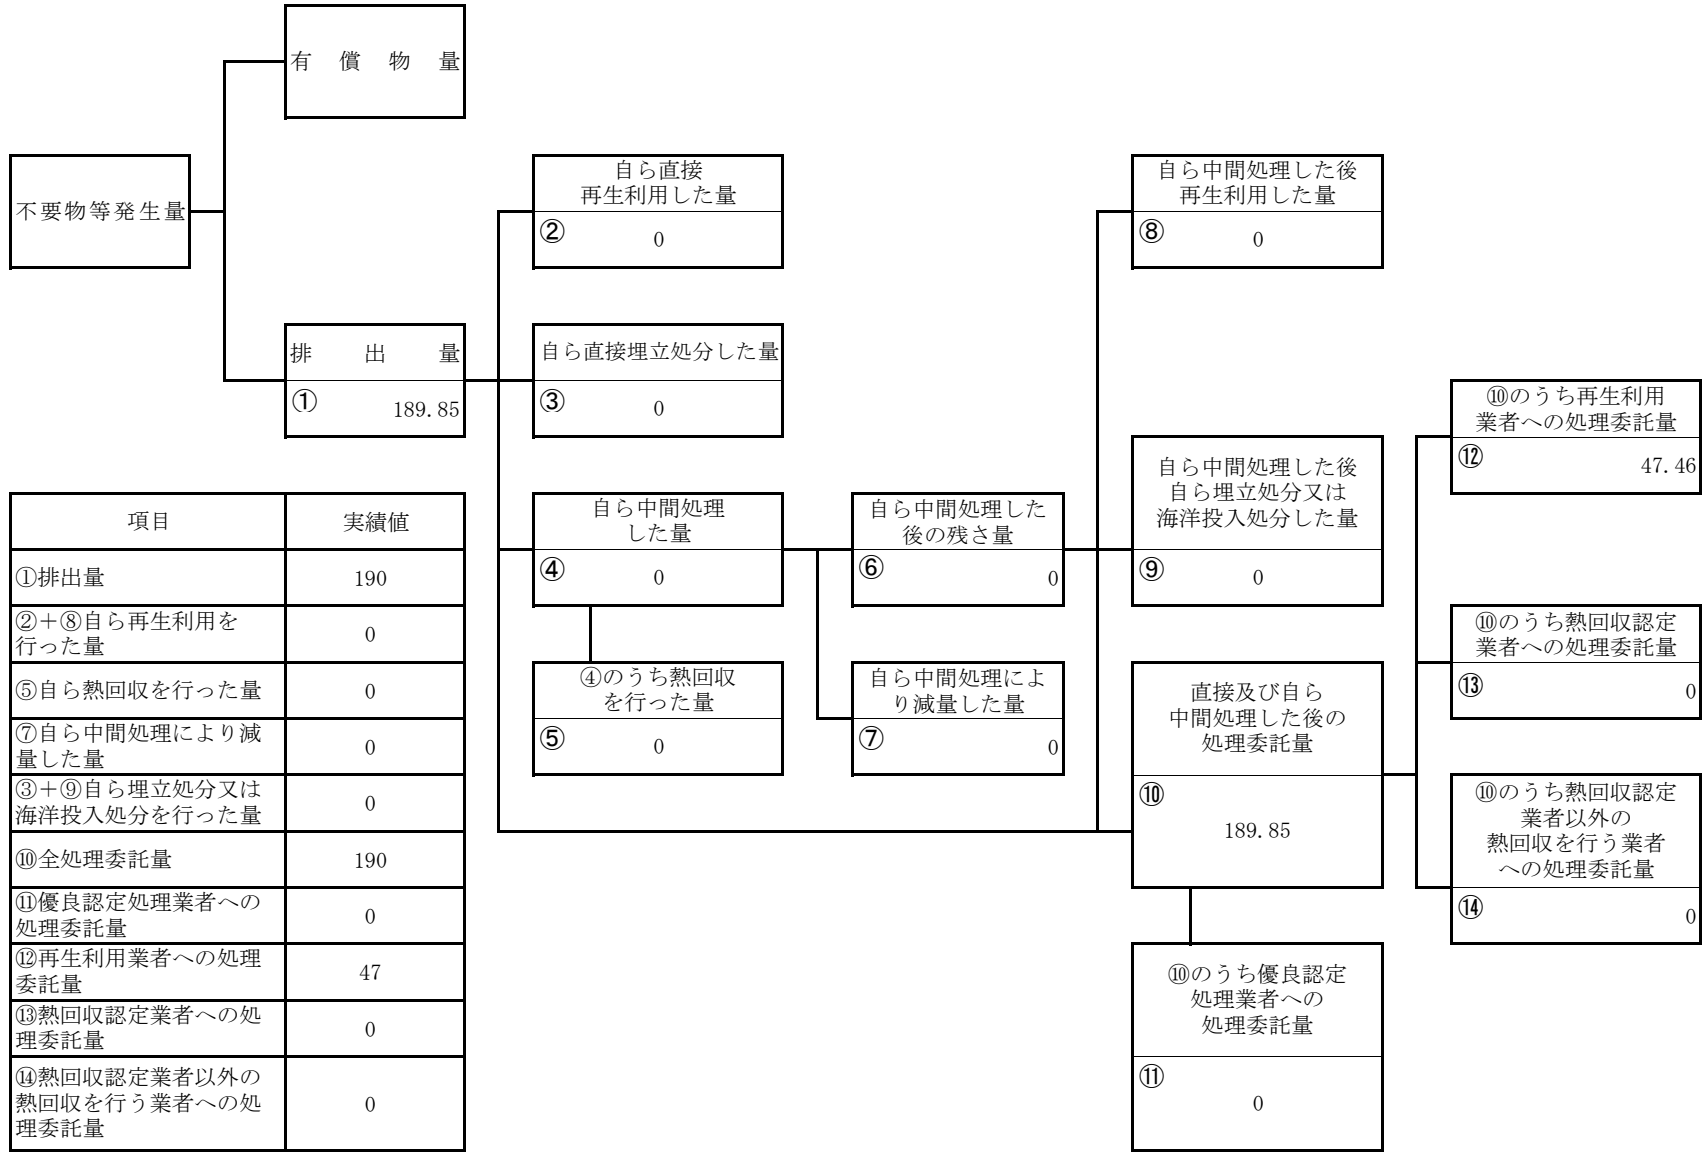 有償物量
不要物等発生量
自ら直接
再生利用した量
② 0
自ら中間処理した後
再生利用した量
⑧ 0
排出量
① 189.85
自ら直接埋立処分した量
③ 0
⑩のうち再生利用
業者への処理委託量
⑫ 47.46
自ら中間処理した後
自ら埋立処分又は
海洋投入処分した量
⑨ 0
自ら中間処理
した量
④ 0
自ら中間処理した
後の残さ量
⑥ 0
⑩のうち熱回収認定
業者への処理委託量
⑬ 0
④のうち熱回収
を行った量
⑤ 0
自ら中間処理によ
り減量した量
⑦ 0
直接及び自ら
中間処理した後の
処理委託量
⑩
189.85
⑩のうち熱回収認定
業者以外の
熱回収を行う業者
への処理委託量
⑭ 0
⑩のうち優良認定
処理業者への
処理委託量
⑪
0
項目 実績値
①排出量 190
②+⑧自ら再生利用を
行った量 0
⑤自ら熱回収を行った量 0
⑦自ら中間処理により減
量した量 0
③+⑨自ら埋立処分又は
海洋投入処分を行った量 0
⑩全処理委託量 190
⑪優良認定処理業者への
処理委託量 0
⑫再生利用業者への処理
委託量 47
⑬熱回収認定業者への処
理委託量 0
⑭熱回収認定業者以外の
熱回収を行う業者への処 0
理委託量